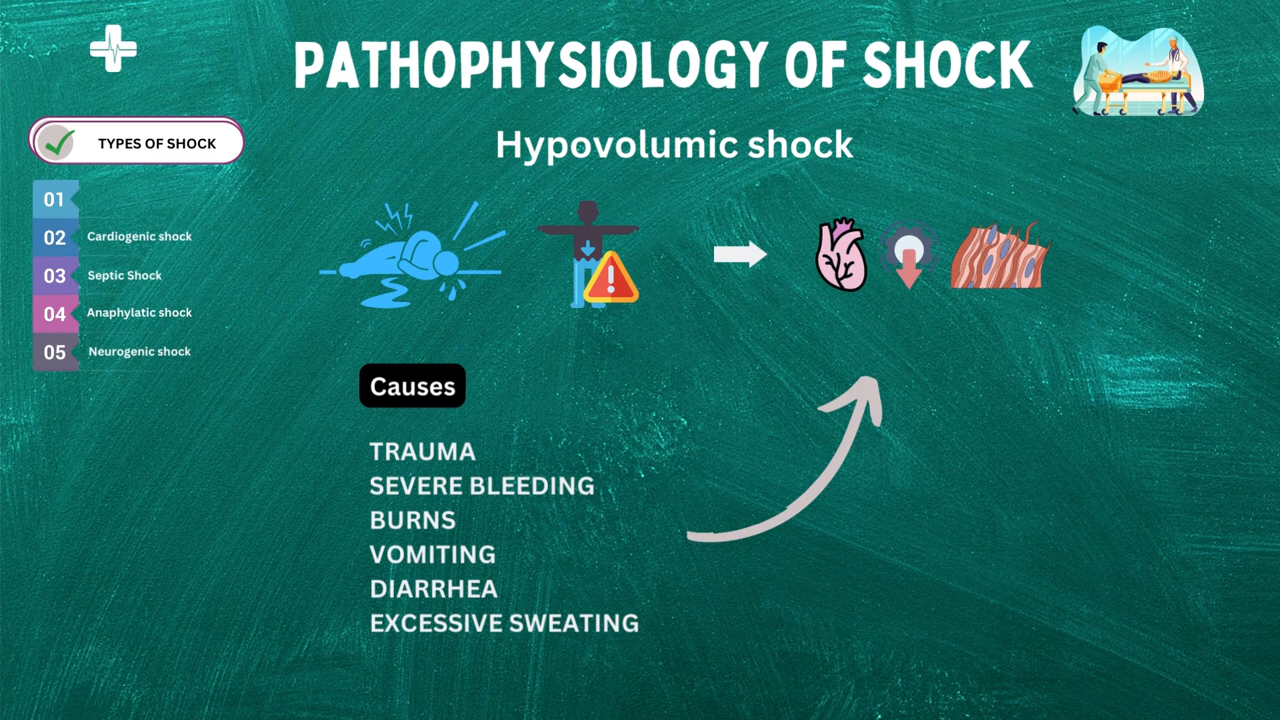 PATHOPHYSIOLOGY OF SHOCK
Hypovolumic shock
TYPES OF SHOCK
01
02 Cardiogenic shock
03 Septic Shock
04 Anaphylatic shock
05 Neurogenic shock
Causes
TRAUMA
SEVERE BLEEDING
BURNS
VOMITING
DIARRHEA
EXCESSIVE SWEATING